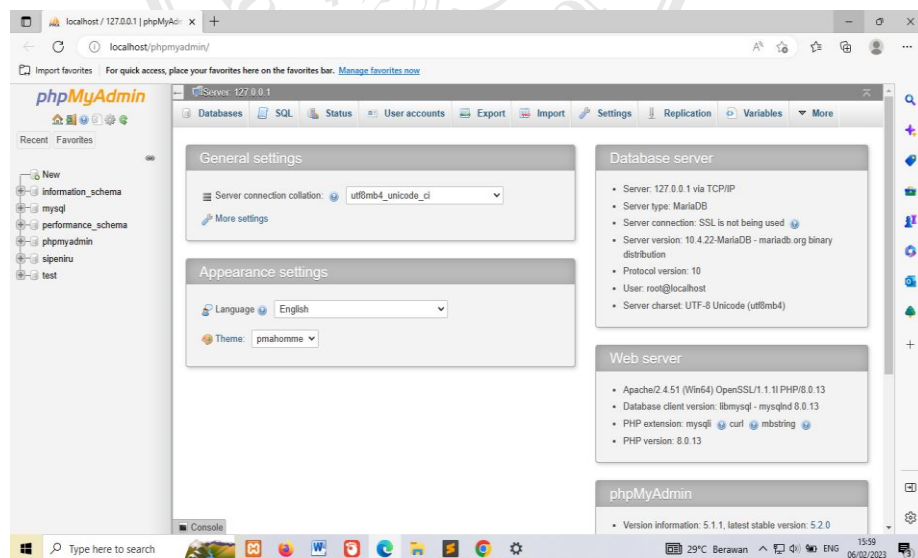 localhost / 127.0.0.1 | phpMyAdm
localhost/phpmyadmin/
Import favorites For quick access, place your favorites here on the favorites bar. Manage favorites now
phpMyAdmin
Recent Favorites
New
information_schema
mysql
performance_schema
phpmyadmin
sipeniru
test
Server: 127.0.0.1
Databases SQL Status User accounts Export Import Settings Replication Variables More
General settings
Server connection collation: utf8mb4_unicode_ci
More settings
Appearance settings
Language English
Theme: pmahomme
Console
Database server
Server: 127.0.0.1 via TCP/IP
Server type: MariaDB
Server connection: SSL is not being used
Server version: 10.4.22-MariaDB - mariadb.org binary
distribution
Protocol version: 10
User: root@localhost
Server charset: UTF-8 Unicode (utf8mb4)
Web server
Apache/2.4.51 (Win64) OpenSSL/1.1.1l PHP/8.0.13
Database client version: libmysql - mysqlnd 8.0.13
PHP extension: mysqli curl mbstring
PHP version: 8.0.13
phpMyAdmin
Version information: 5.1.1, latest stable version: 5.2.0
Type here to search
29°C Berawan ENG
15:59
06/02/2023